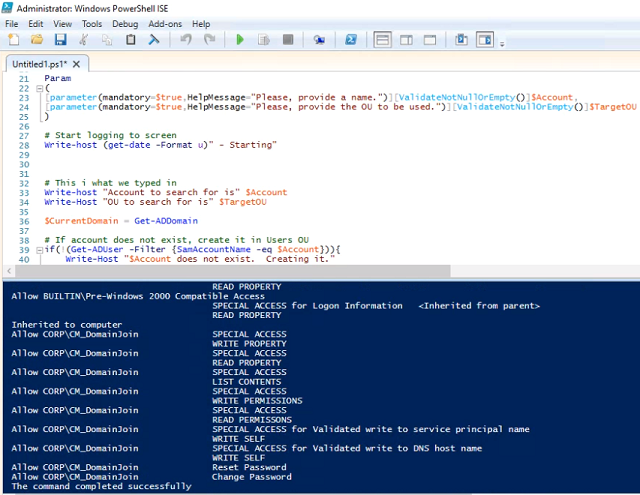 Administrator: Windows PowerShell ISE
File Edit View Tools Debug Add-ons Help
Untitled1.ps1* X
21 Param
22 (
23 [parameter(mandatory=$true,HelpMessage="Please, provide a name.")][ValidateNotNullOrEmpty()]$Account,
24 [parameter(mandatory=$true,HelpMessage="Please, provide the OU to be used.")][ValidateNotNullOrEmpty()]$TargetOU
25 )
26
27 # Start logging to screen
28 Write-host (get-date -Format u)" - Starting"
29
30
31
32 # This i what we typed in
33 Write-host "Account to search for is" $Account
34 Write-Host "OU to search for is" $TargetOU
35
36 $CurrentDomain = Get-ADDomain
37
38 # If account does not exist, create it in Users OU
39 if(!(Get-ADUser -Filter {SamAccountName -eq $Account})){
40 Write-Host "$Account does not exist. Creating it."
READ PROPERTY
Allow BUILTIN\Pre-Windows 2000 Compatible Access
SPECIAL ACCESS for Logon Information <Inherited from parent>
READ PROPERTY
Inherited to computer
Allow CORP\CM_DomainJoin SPECIAL ACCESS
WRITE PROPERTY
Allow CORP\CM_DomainJoin SPECIAL ACCESS
READ PROPERTY
Allow CORP\CM_DomainJoin SPECIAL ACCESS
LIST CONTENTS
Allow CORP\CM_DomainJoin SPECIAL ACCESS
WRITE PERMISSIONS
Allow CORP\CM_DomainJoin SPECIAL ACCESS
READ PERMISSONS
Allow CORP\CM_DomainJoin SPECIAL ACCESS for Validated write to service principal name
WRITE SELF
Allow CORP\CM_DomainJoin SPECIAL ACCESS for Validated write to DNS host name
WRITE SELF
Allow CORP\CM_DomainJoin Reset Password
Allow CORP\CM_DomainJoin Change Password
The command completed successfully